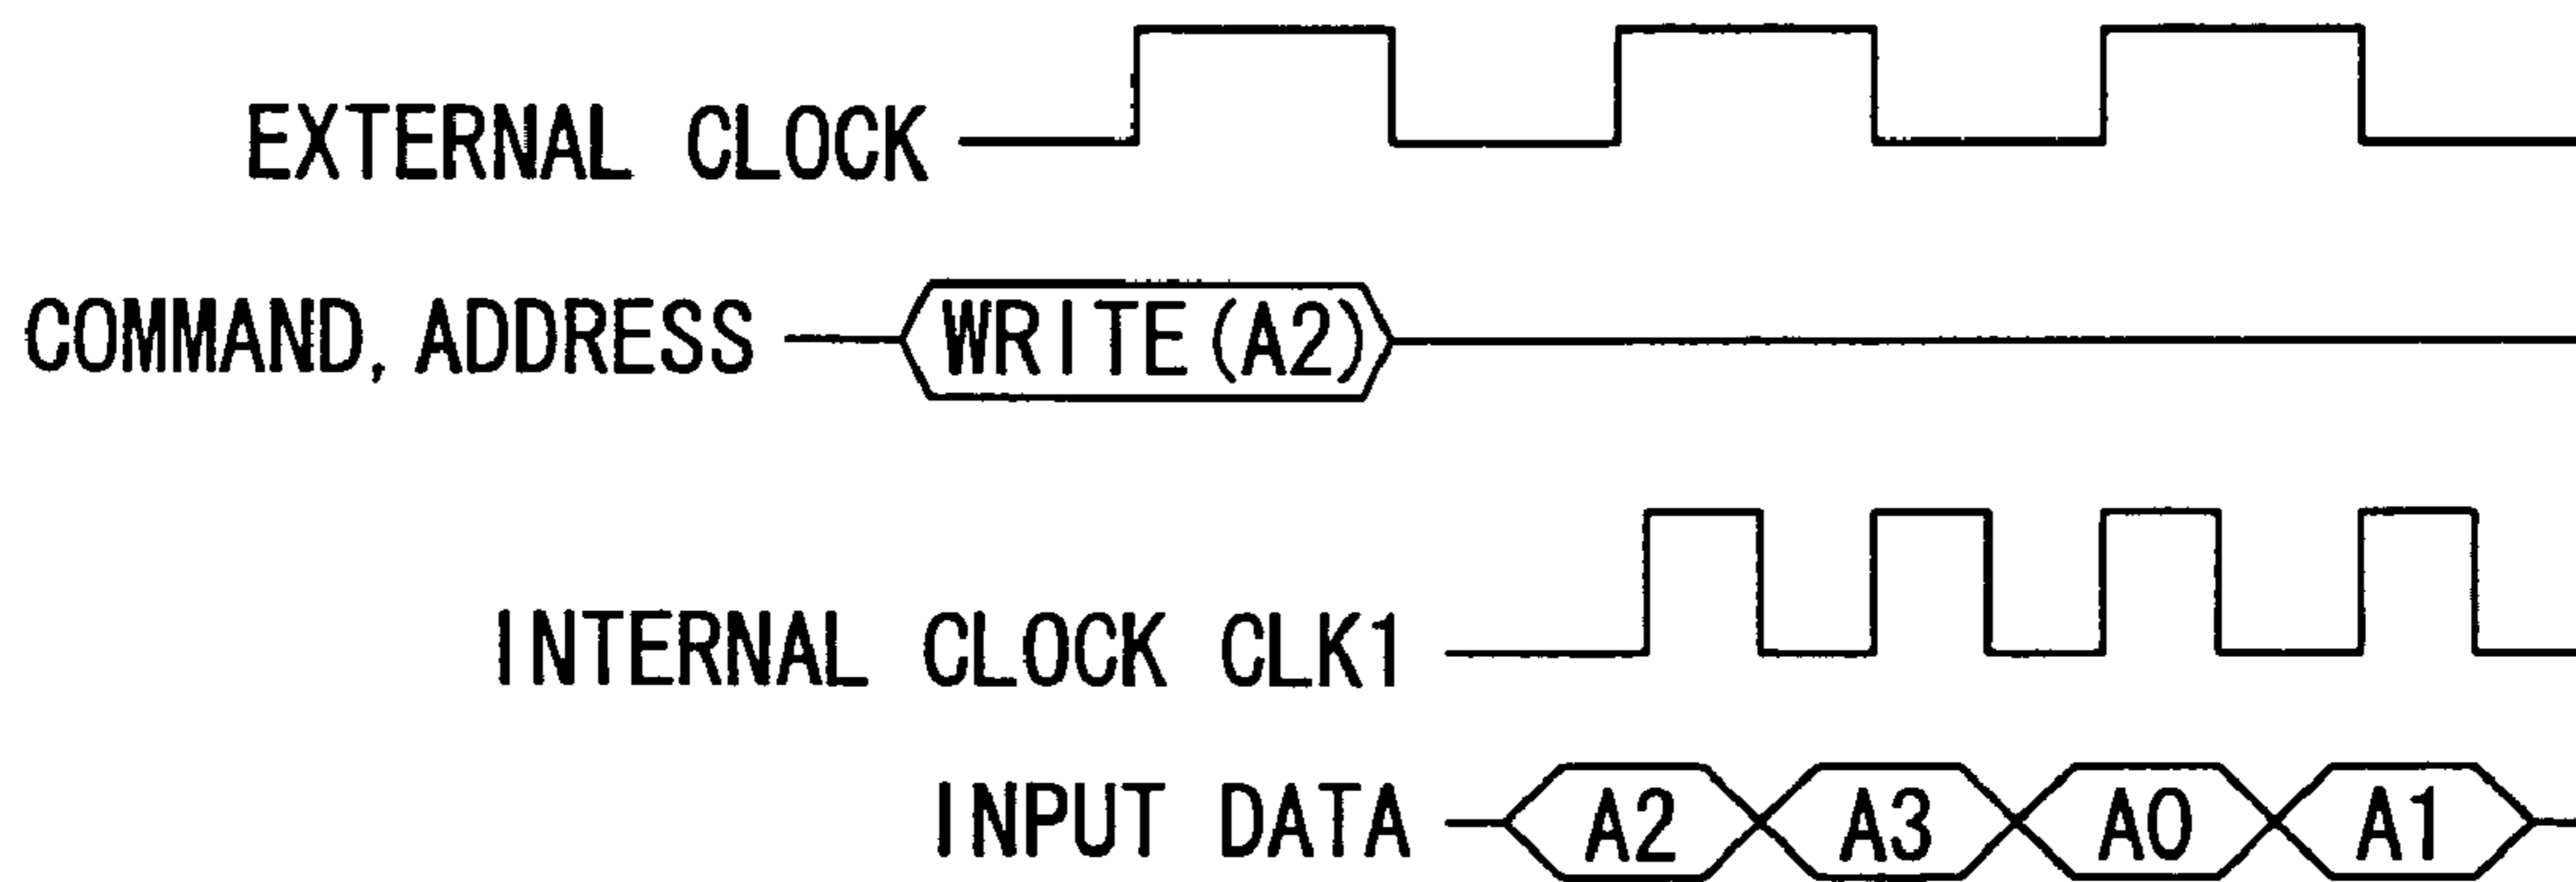 EXTERNAL CLOCK
COMMAND, ADDRESS WRITE(A2)
INTERNAL CLOCK CLK1
INPUT DATA A2 A3 A0 A1